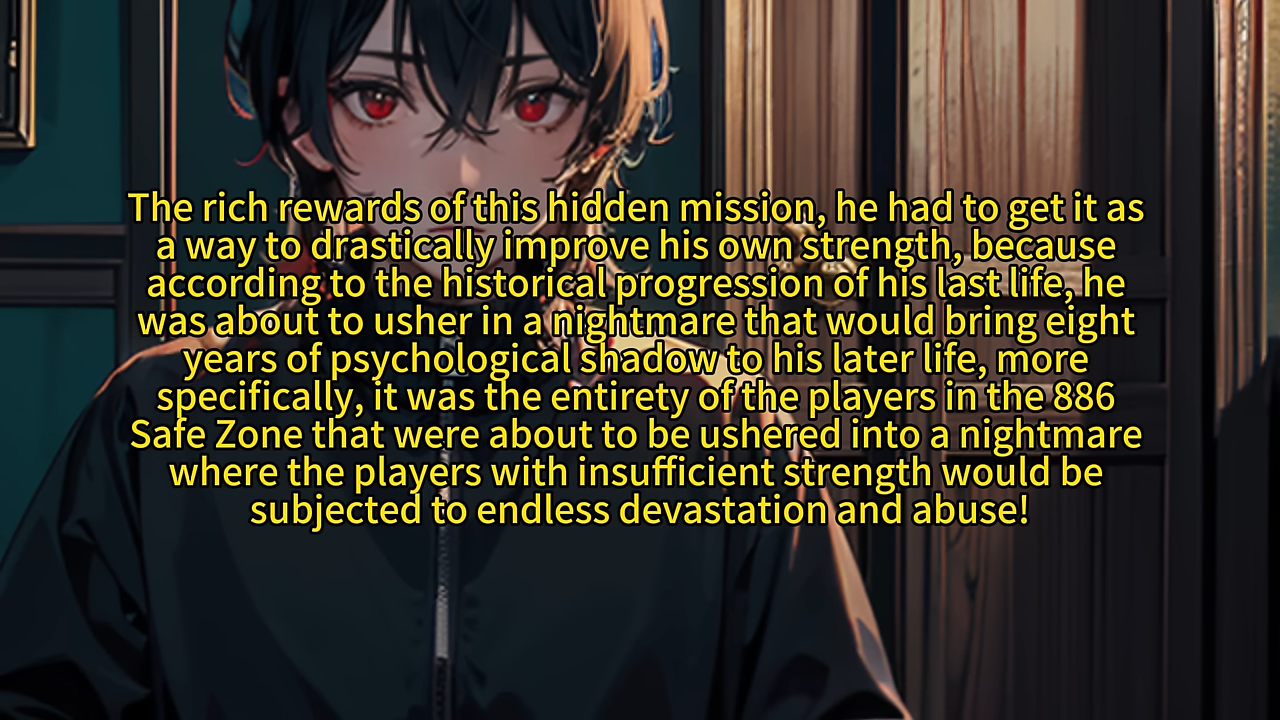 The rich rewards of this hidden mission, he had to get it as
a way to drastically improve his own strength, because
according to the historical progression of his last life, he
was about to usher in a nightmare that would bring eight
years of psychological shadow to his later life, more
specifically, it was the entirety of the players in the 886
Safe Zone that were about to be ushered into a nightmare
where the players with insufficient strength would be
subjected to endless devastation and abuse!